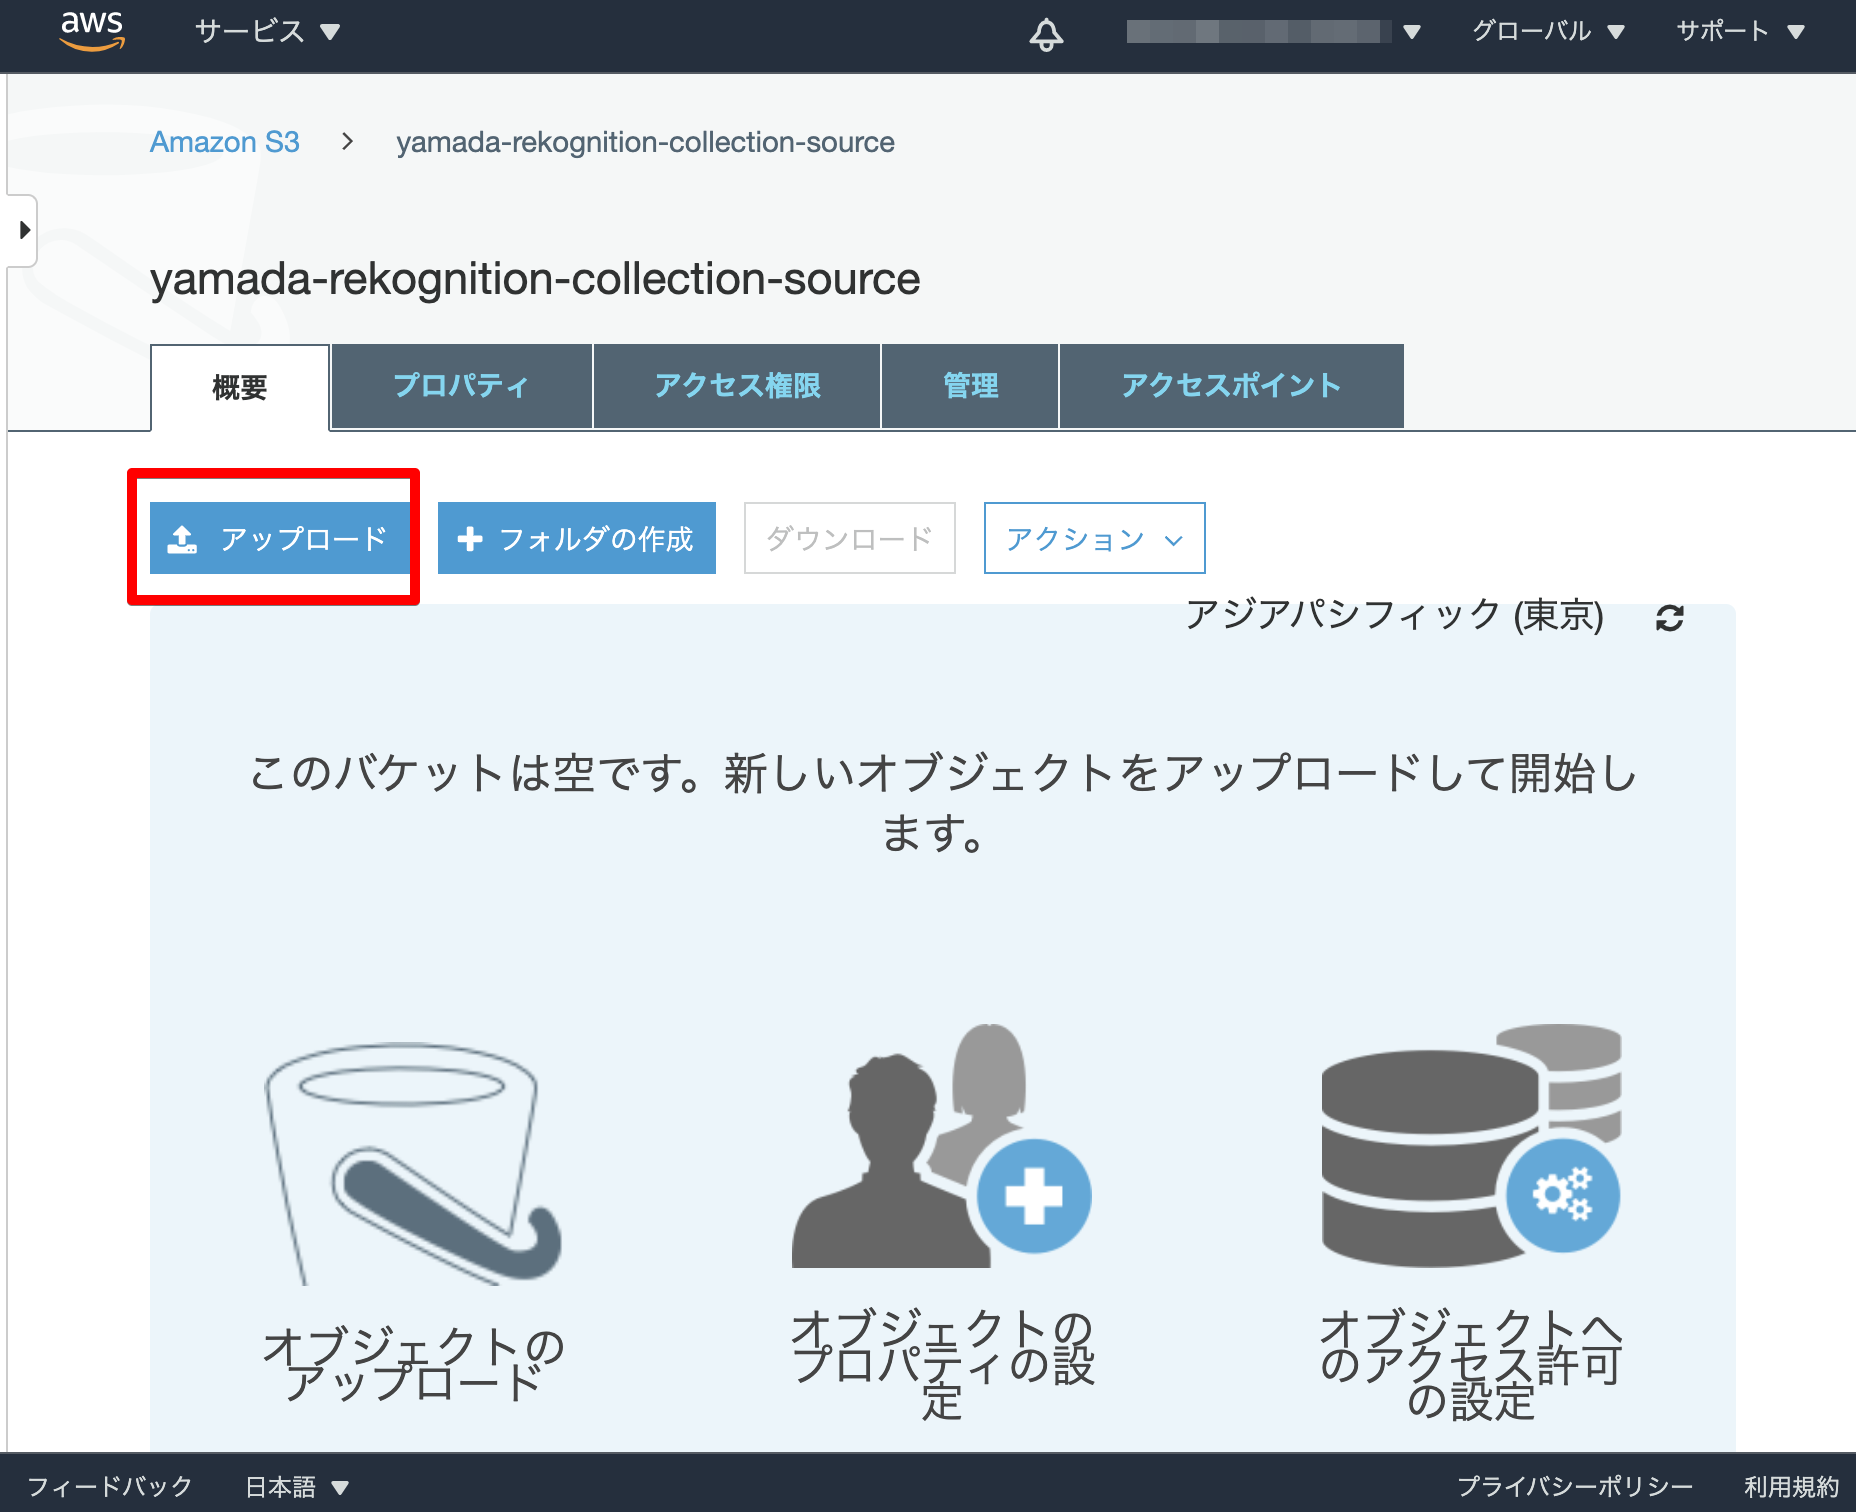 aws サービス グローバル サポート
Amazon S3 > yamada-rekognition-collection-source
yamada-rekognition-collection-source
概要 プロパティ アクセス権限 管理 アクセスポイント
アップロード フォルダの作成 ダウンロード アクション
アジアパシフィック (東京)
このバケットは空です。新しいオブジェクトをアップロードして開始し
ます。
オブジェクトの
アップロード
オブジェクトの
プロパティの設
定
オブジェクトへ
のアクセス許可
の設定
フィードバック 日本語 プライバシーポリシー 利用規約